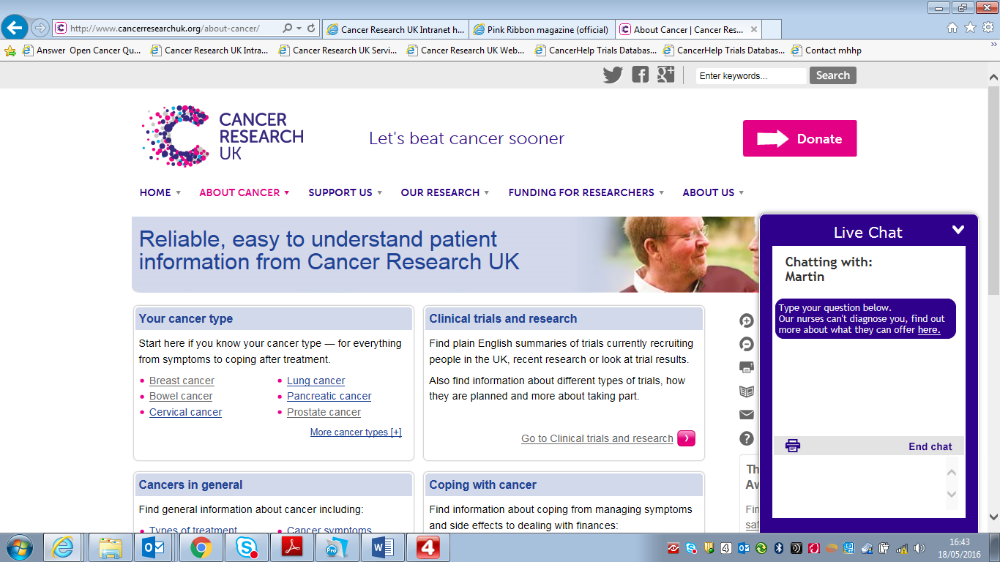 http://www.cancerresearchuk.org/about-cancer/
Cancer Research UK Intranet h...
Pink Ribbon magazine (official)
About Cancer | Cancer Res...
Answer Open Cancer Qu...
Cancer Research UK Intra...
Cancer Research UK Servi...
Cancer Research UK Web...
CancerHelp Trials Databas...
CancerHelp Trials Databas...
Contact mhhp
Enter keywords...
Search
CANCER
RESEARCH
UK
Let's beat cancer sooner
Donate
HOME
ABOUT CANCER
SUPPORT US
OUR RESEARCH
FUNDING FOR RESEARCHERS
ABOUT US
Reliable, easy to understand patient
information from Cancer Research UK
Your cancer type
Start here if you know your cancer type — for everything
from symptoms to coping after treatment.
Breast cancer
Bowel cancer
Cervical cancer
Lung cancer
Pancreatic cancer
Prostate cancer
More cancer types [+]
Clinical trials and research
Find plain English summaries of trials currently recruiting
people in the UK, recent research or look at trial results.
Also find information about different types of trials, how
they are planned and more about taking part.
Go to Clinical trials and research
Cancers in general
Find general information about cancer including:
Types of treatment
Cancer symptoms
Coping with cancer
Find information about coping from managing symptoms
and side effects to dealing with finances:
Th
Av
Fin
saf
Live Chat
Chatting with:
Martin
Type your question below.
Our nurses can't diagnose you, find out
more about what they can offer here.
End chat
16:43
18/05/2016